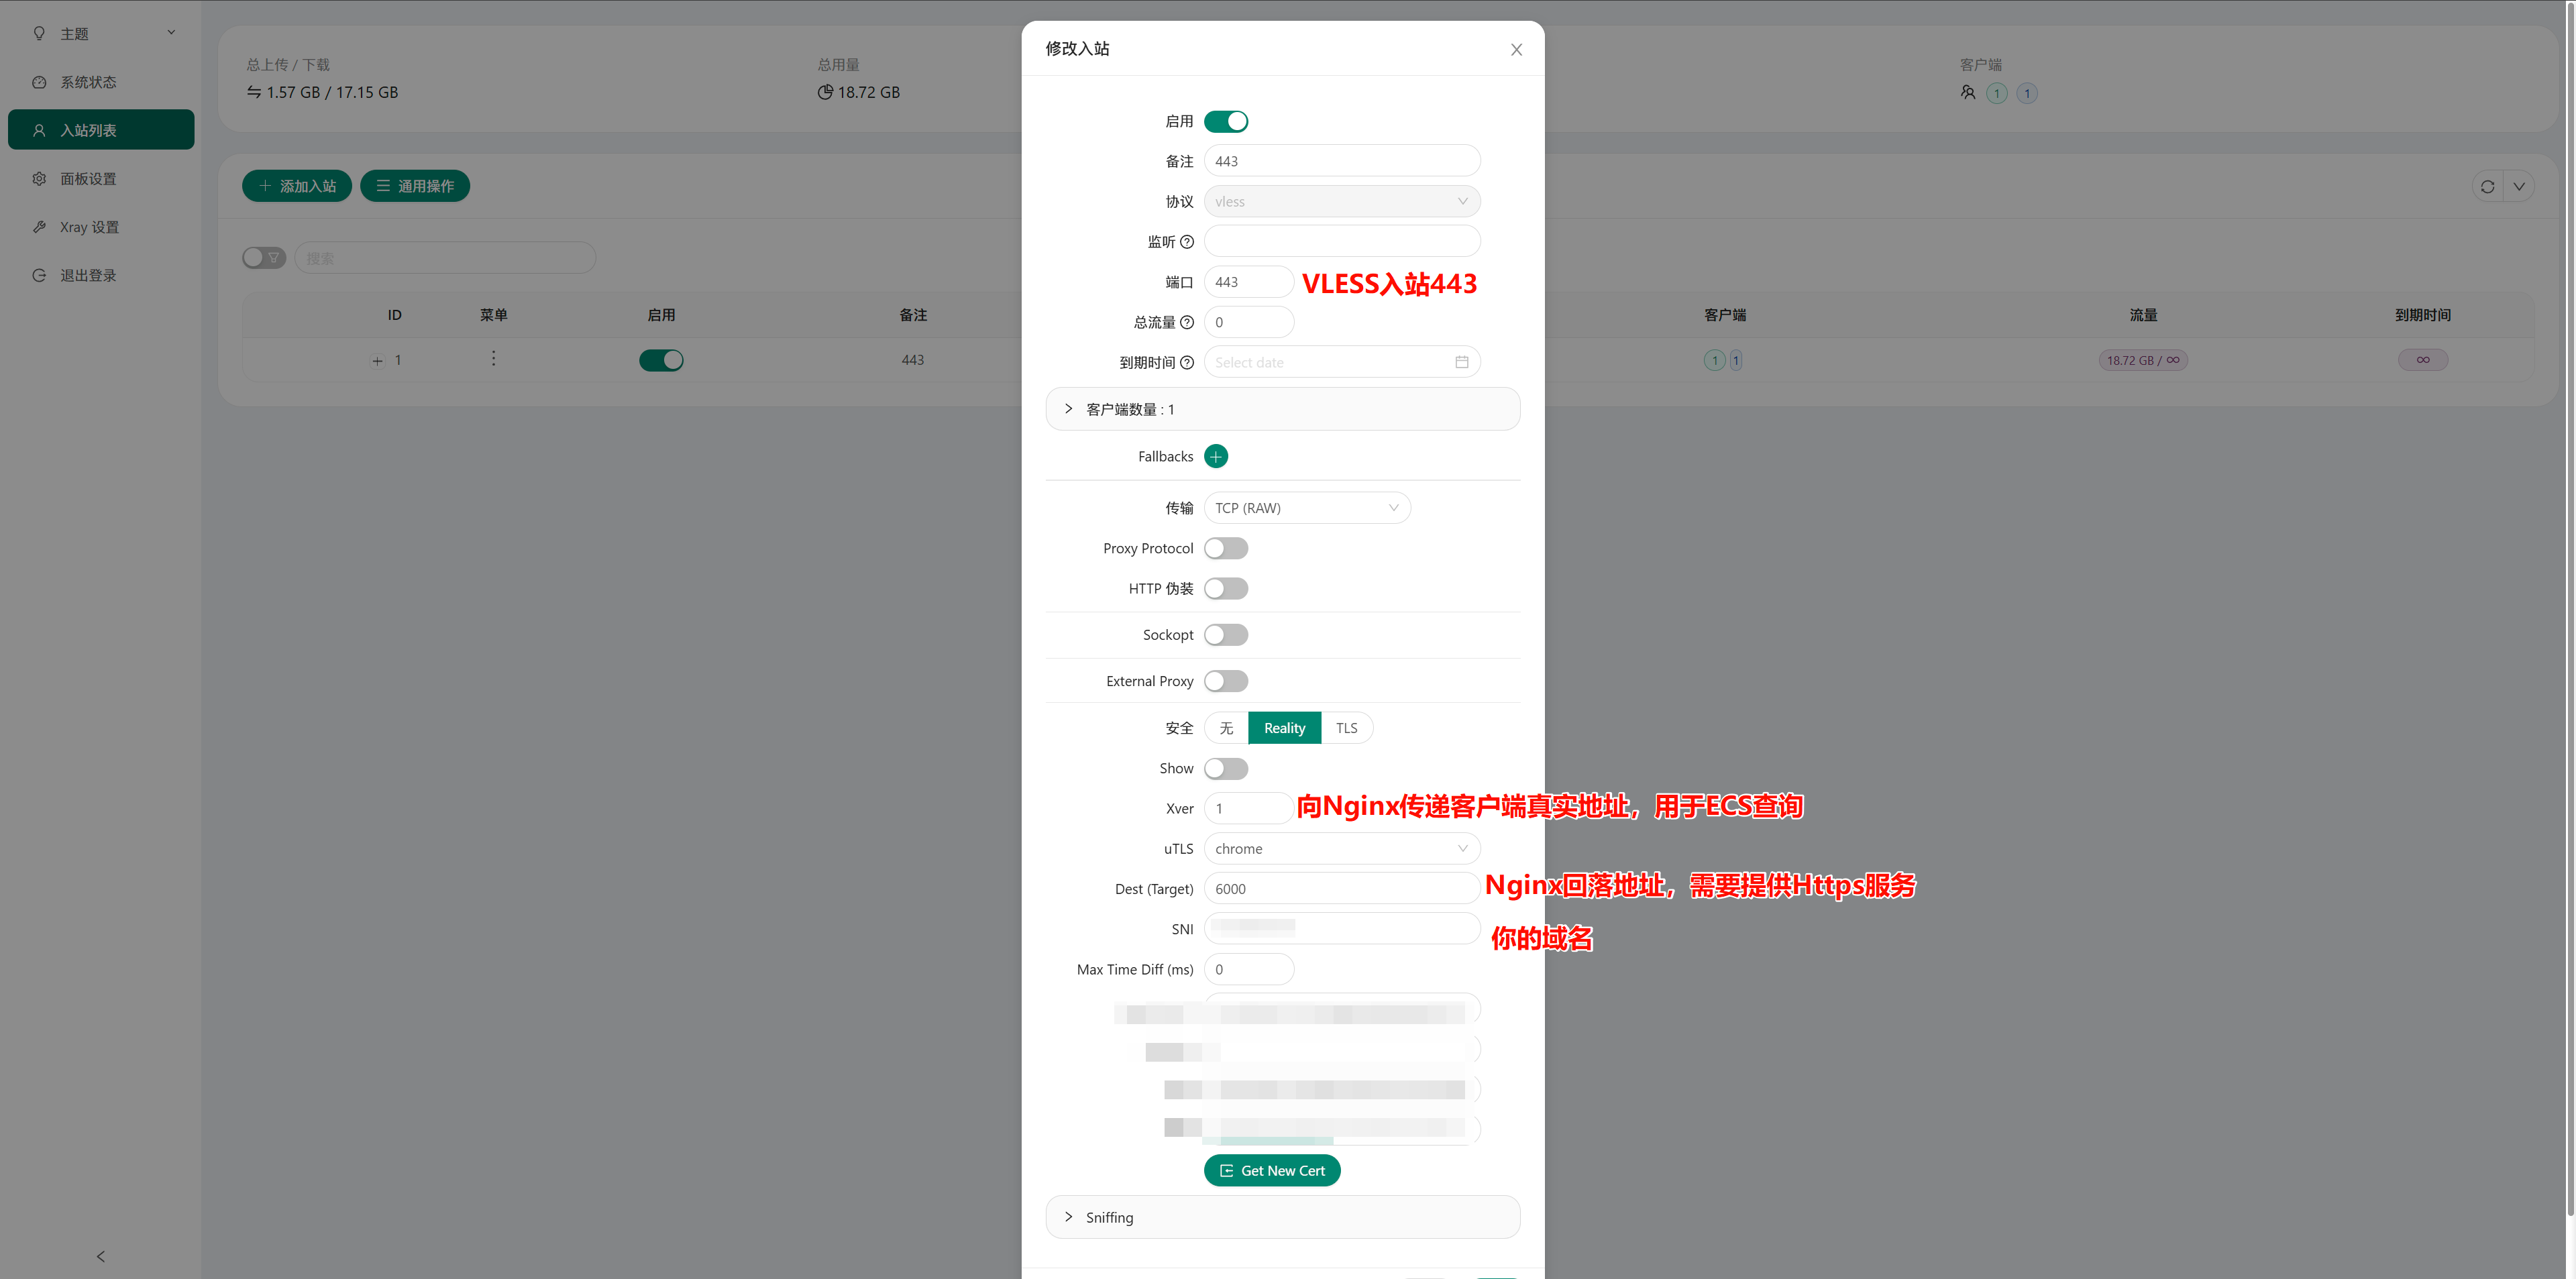 主题
系统状态
入站列表
面板设置
Xray 设置
退出登录
总上传 / 下载
1.57 GB / 17.15 GB
总用量
18.72 GB
客户端
1 1
添加入站
通用操作
搜索
ID 菜单 启用 备注 客户端 流量 到期时间
1 443 1 1 18.72 GB / ∞ ∞
修改入站
启用
备注 443
协议 vless
监听
端口 443 VLESS入站443
总流量 0
到期时间 Select date
客户端数量 : 1
Fallbacks
传输 TCP (RAW)
Proxy Protocol
HTTP 伪装
Sockopt
External Proxy
安全 无 Reality TLS
Show
Xver 1 向Nginx传递客户端真实地址，用于ECS查询
uTLS chrome
Dest (Target) 6000 Nginx回落地址，需要提供Https服务
SNI 你的域名
Max Time Diff (ms) 0
Get New Cert
Sniffing